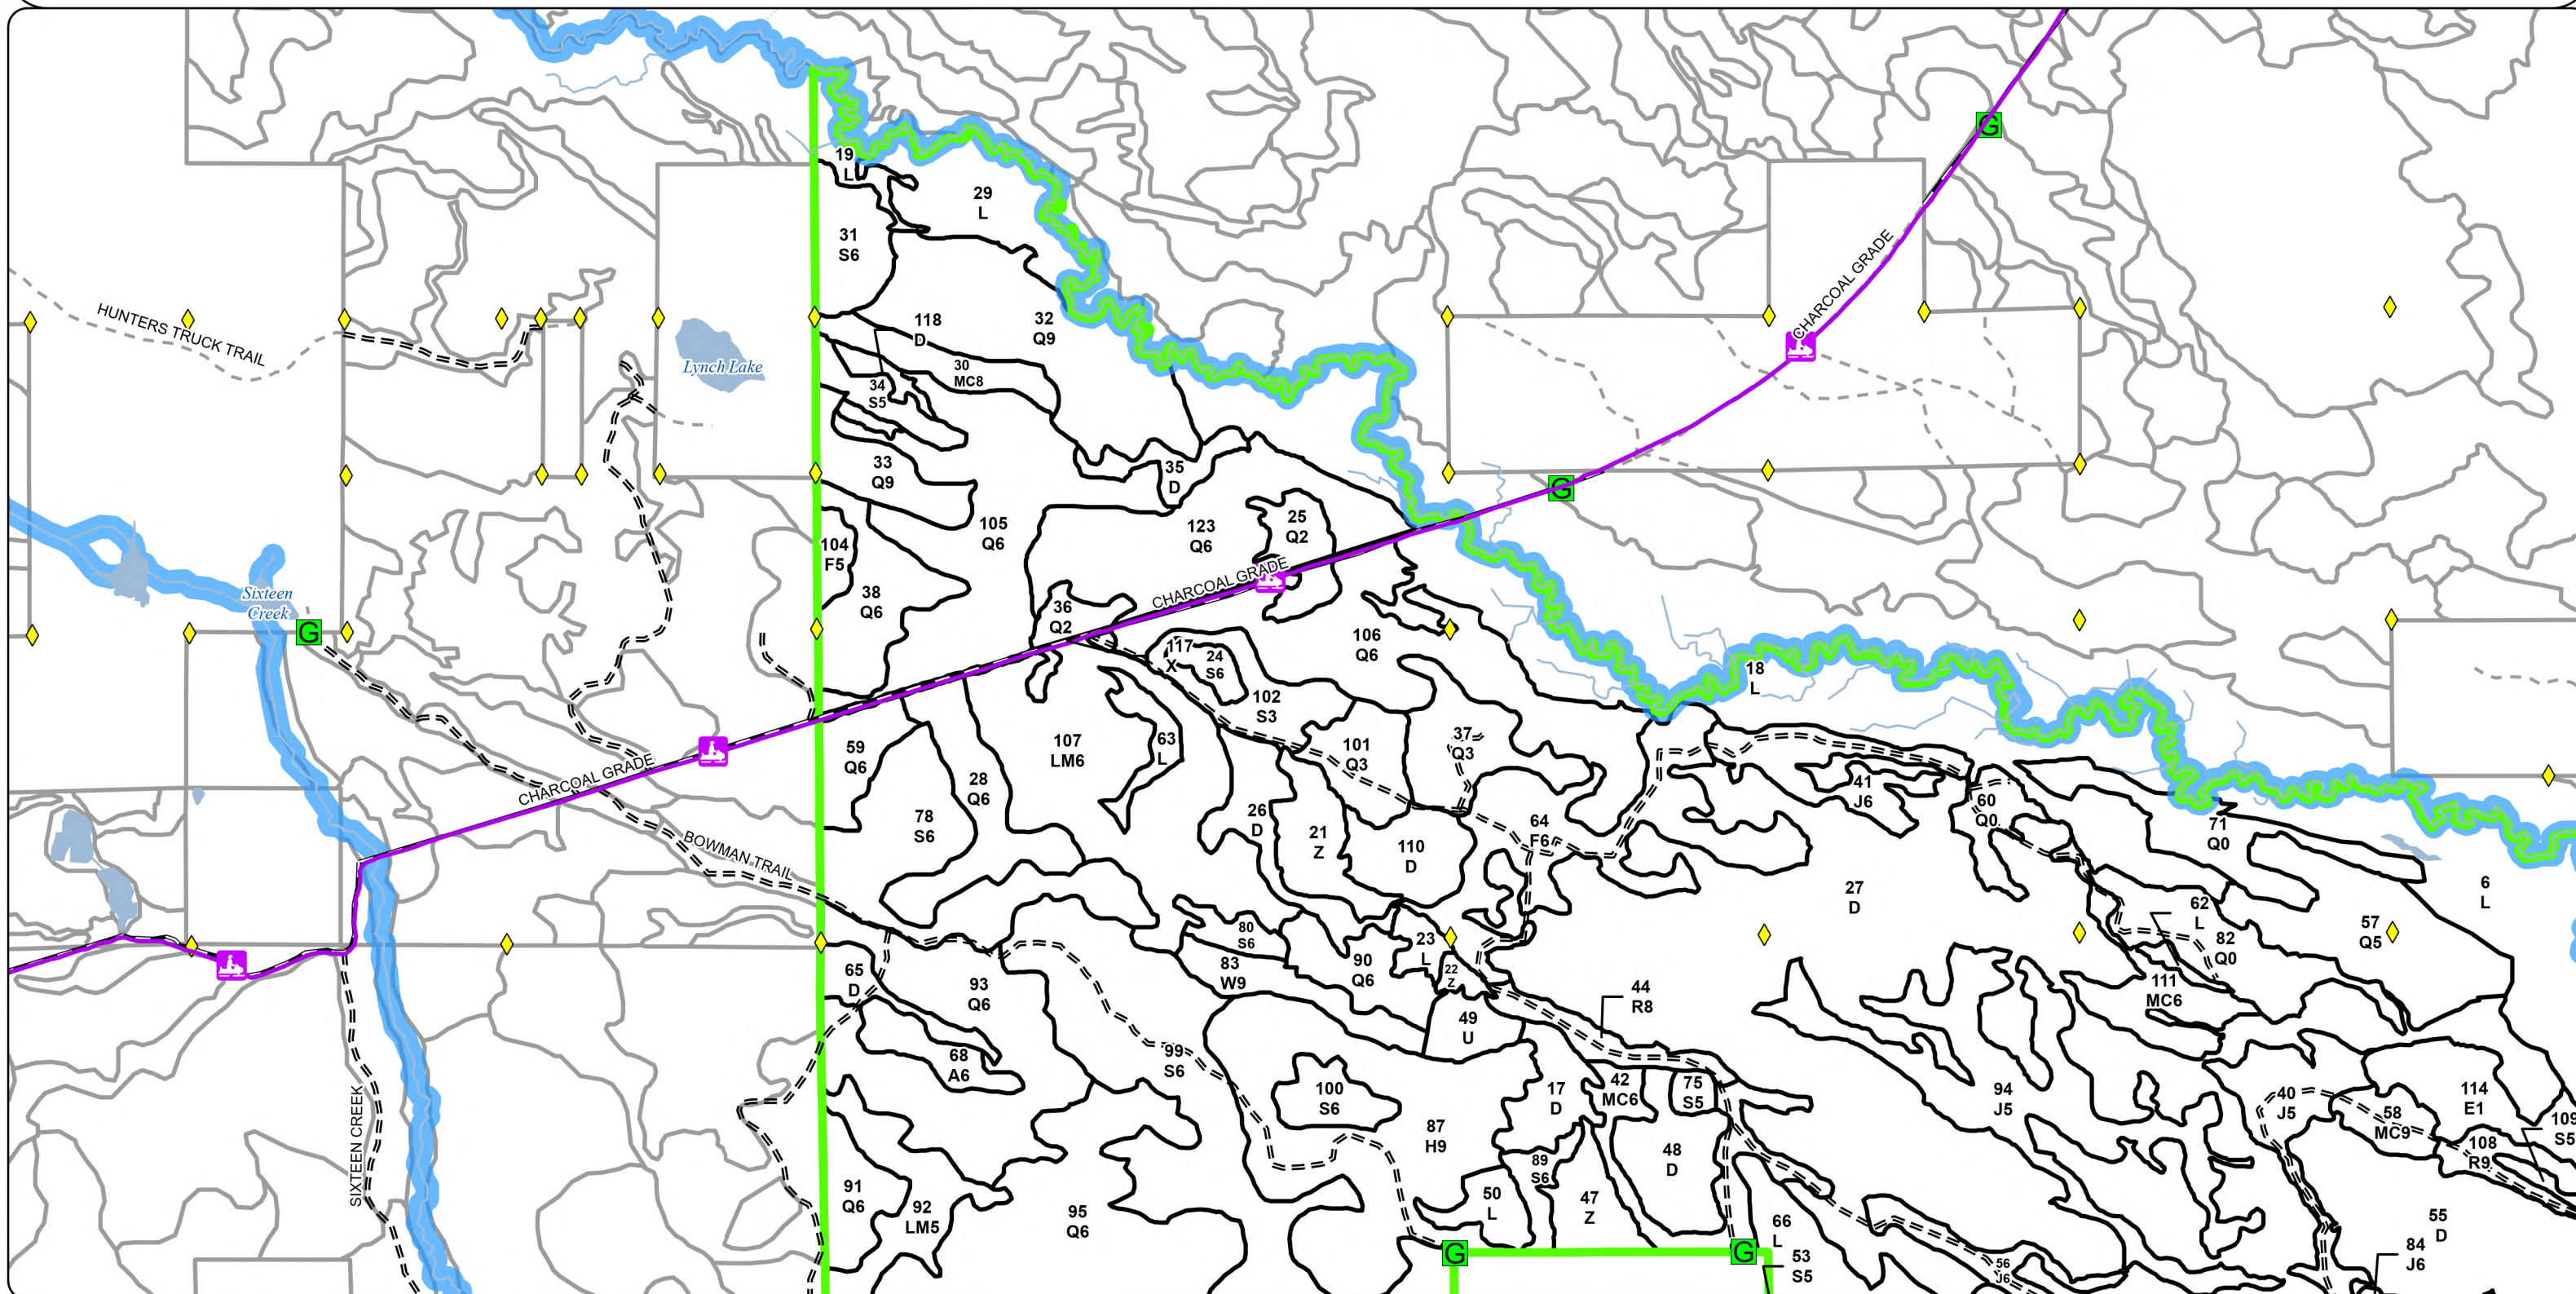 G
19
L
29
L
31
S6
CHARCOAL GRADE
HUNTERS TRUCK TRAIL
118
D
32
Q9
Lynch Lake
30
MC8
34
S5
33
Q9
35
D
G
105
Q6
123
Q6
25
Q2
104
F5
CHARCOAL GRADE
38
Q6
36
Q2
Sixteen
Creek
G
106
Q6
117
X
24
S6
18
L
102
S3
59
Q6
107
LM6
63
L
101
Q3
37
Q3
CHARCOAL GRADE
28
Q6
41
J6
60
Q0
78
S6
26
D
21
Z
64
F6
71
Q0
BOWMAN TRAIL
110
D
27
D
6
L
62
L
57
Q5
80
S6
23
L
82
Q0
65
D
93
Q6
83
W9
90
Q6
22
Z
111
MC6
44
R8
49
U
68
A6
99
S6
100
S6
17
D
42
MC6
75
S5
94
J5
40
J5
114
E1
58
MC9
109
S5
87
H9
108
R9
SIXTEEN CREEK
89
S6
48
D
91
Q6
92
LM5
95
Q6
50
L
47
Z
66
L
55
D
G
G
53
S5
84
J6
56
J6